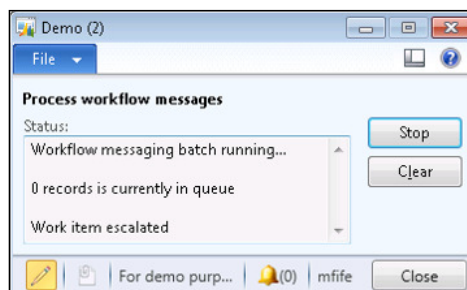 Demo (2)
File
Process workflow messages
Status:
Workflow messaging batch running...
0 records is currently in queue
Work item escalated
Stop
Clear
For demo purp...
(0)
mfife
Close